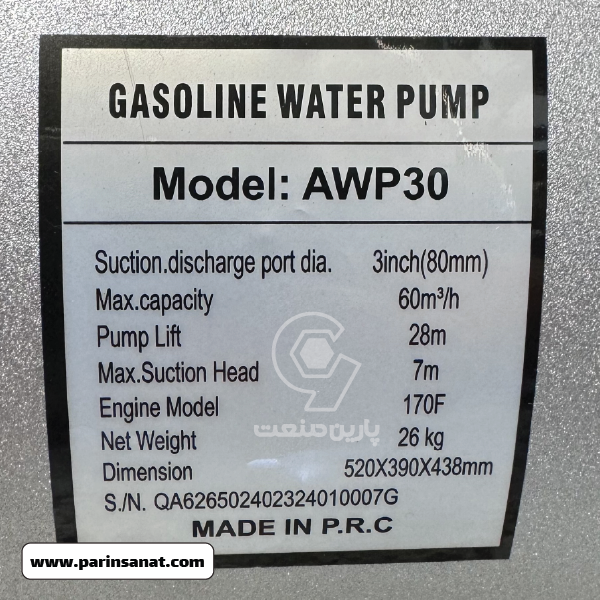 GASOLINE WATER PUMP
Model: AWP30
Suction.discharge port dia. 3inch(80mm)
Max.capacity 60m³/h
Pump Lift 28m
Max.Suction Head 7m
Engine Model 170F
پارین صنعت
Net Weight 26 kg
Dimension 520X390X438mm
S./N. QA626502402324010007G
MADE IN P.R.C
www.parinsanat.com